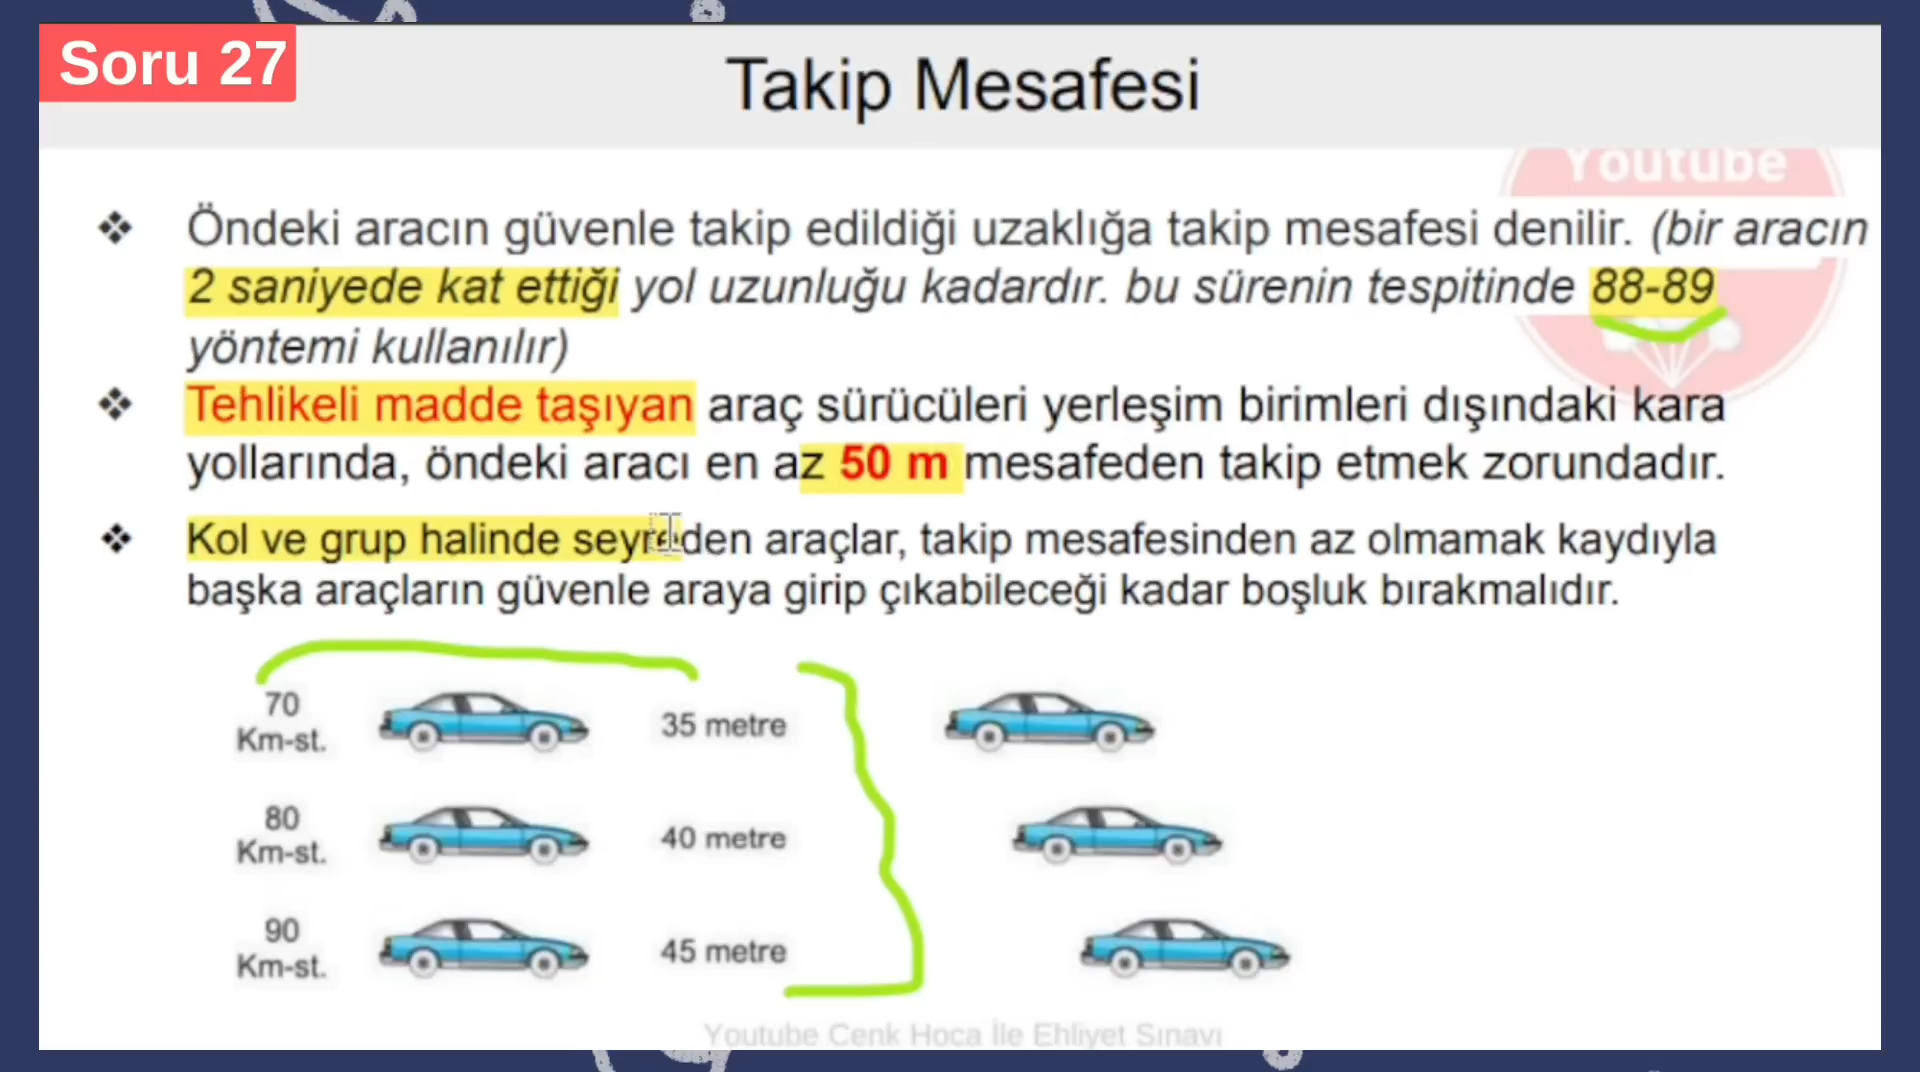 Soru 27
Takip Mesafesi
Youtube
❖ Öndeki aracın güvenle takip edildiği uzaklığa takip mesafesi denilir. (bir aracın
2 saniyede kat ettiği yol uzunluğu kadardır. bu sürenin tespitinde 88-89
yöntemi kullanılır)
❖ Tehlikeli madde taşıyan araç sürücüleri yerleşim birimleri dışındaki kara
yollarında, öndeki aracı en az 50 m mesafeden takip etmek zorundadır.
❖ Kol ve grup halinde seyreden araçlar, takip mesafesinden az olmamak kaydıyla
başka araçların güvenle araya girip çıkabileceği kadar boşluk bırakmalıdır.
70
Km-st.
35 metre
80
Km-st.
40 metre
90
Km-st.
45 metre
Youtube Cenk Hoca İle Ehliyet Sınavı